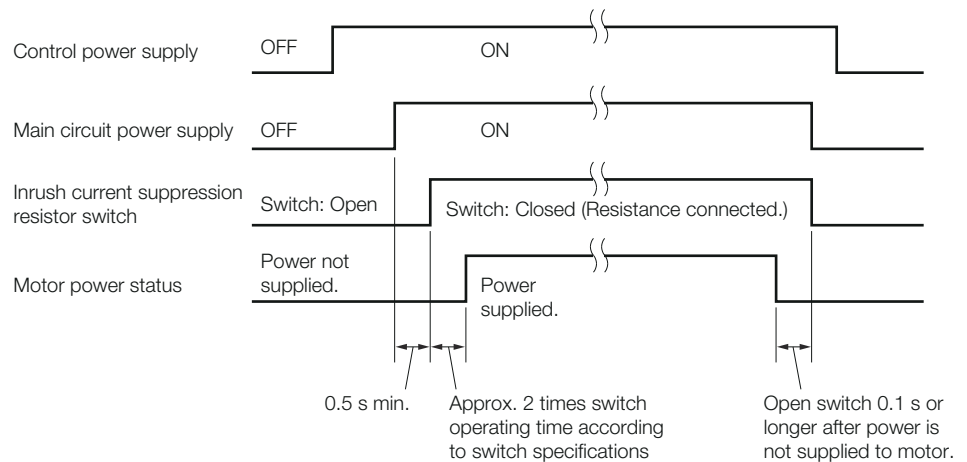 Control power supply
OFF
ON
Main circuit power supply
OFF
ON
Inrush current suppression
resistor switch
Switch: Open
Switch: Closed (Resistance connected.)
Motor power status
Power not
supplied.
Power
supplied.
0.5 s min.
Approx. 2 times switch
operating time according
to switch specifications
Open switch 0.1 s or
longer after power is
not supplied to motor.